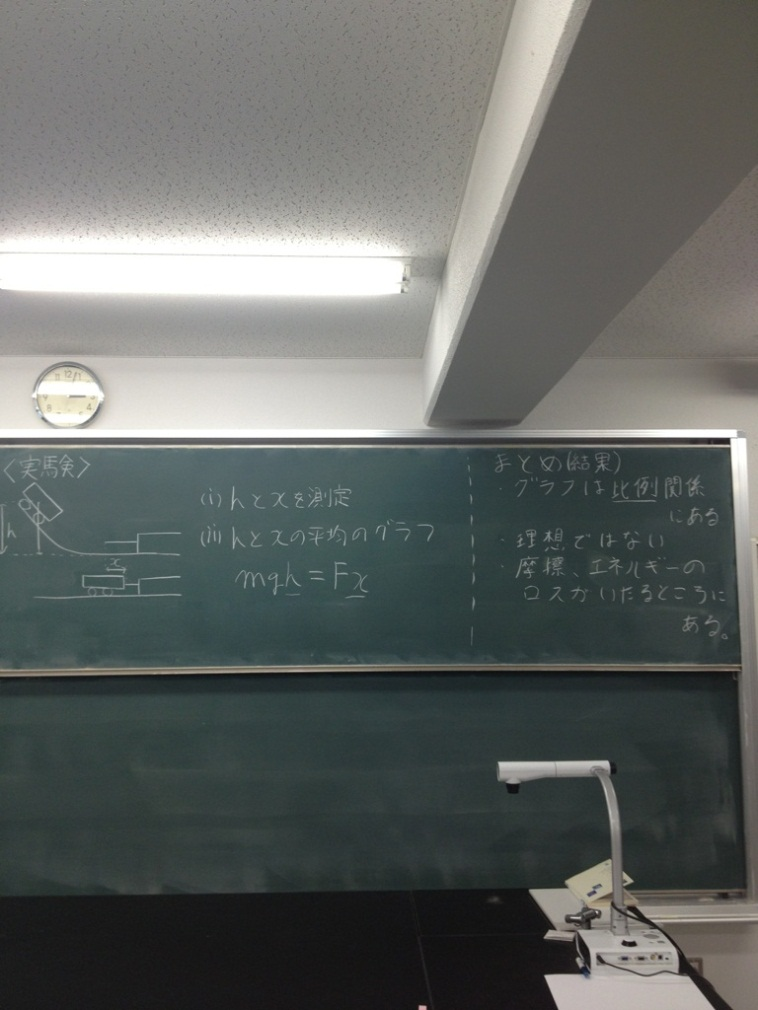 〈実験〉
h
x
(i) hとxを測定
(ii) hとxの平均のグラフ
mgh = Fx
まとめ(結果)
・グラフは比例関係
にある
・理想ではない
・摩擦、エネルギーの
ロスがいたるところに
ある。